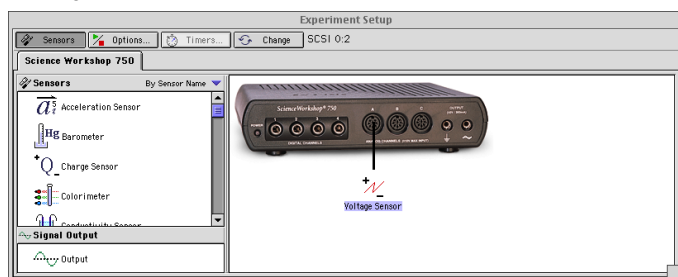 Experiment Setup
Sensors Options... Timers... Change SCSI 0:2
Science Workshop 750
Sensors By Sensor Name
Acceleration Sensor
Hg Barometer
Q Charge Sensor
Colorimeter
Conductivity Sensor
Signal Output
Output
ScienceWorkshop® 750
POWER
1 2 3 4
DIGITAL CHANNELS
A B C
OUTPUT
Voltage Sensor